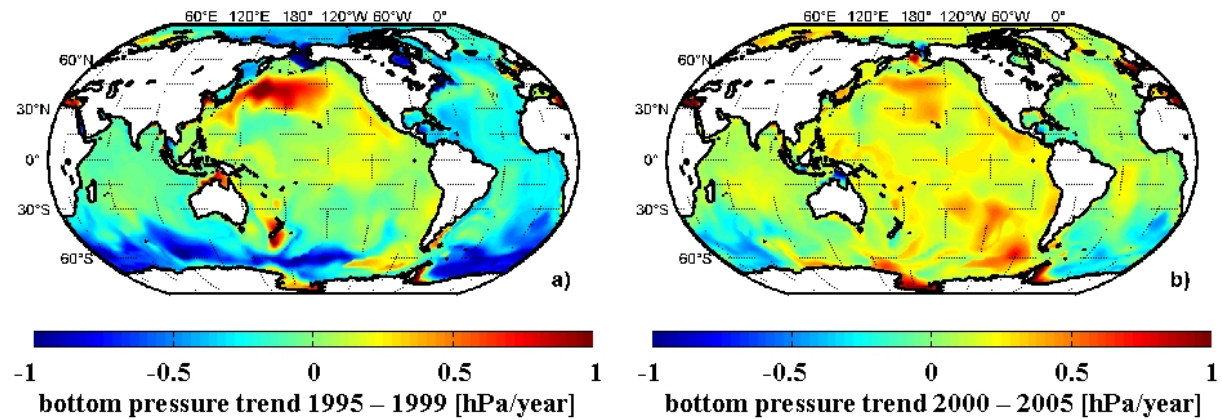 60°E 120°E 180° 120°W 60°W 0°
60°N
30°N
0°
30°S
60°S
a)
-1 -0.5 0 0.5 1
bottom pressure trend 1995 – 1999 [hPa/year]
60°E 120°E 180° 120°W 60°W 0°
60°N
30°N
0°
30°S
60°S
b)
-1 -0.5 0 0.5 1
bottom pressure trend 2000 – 2005 [hPa/year]